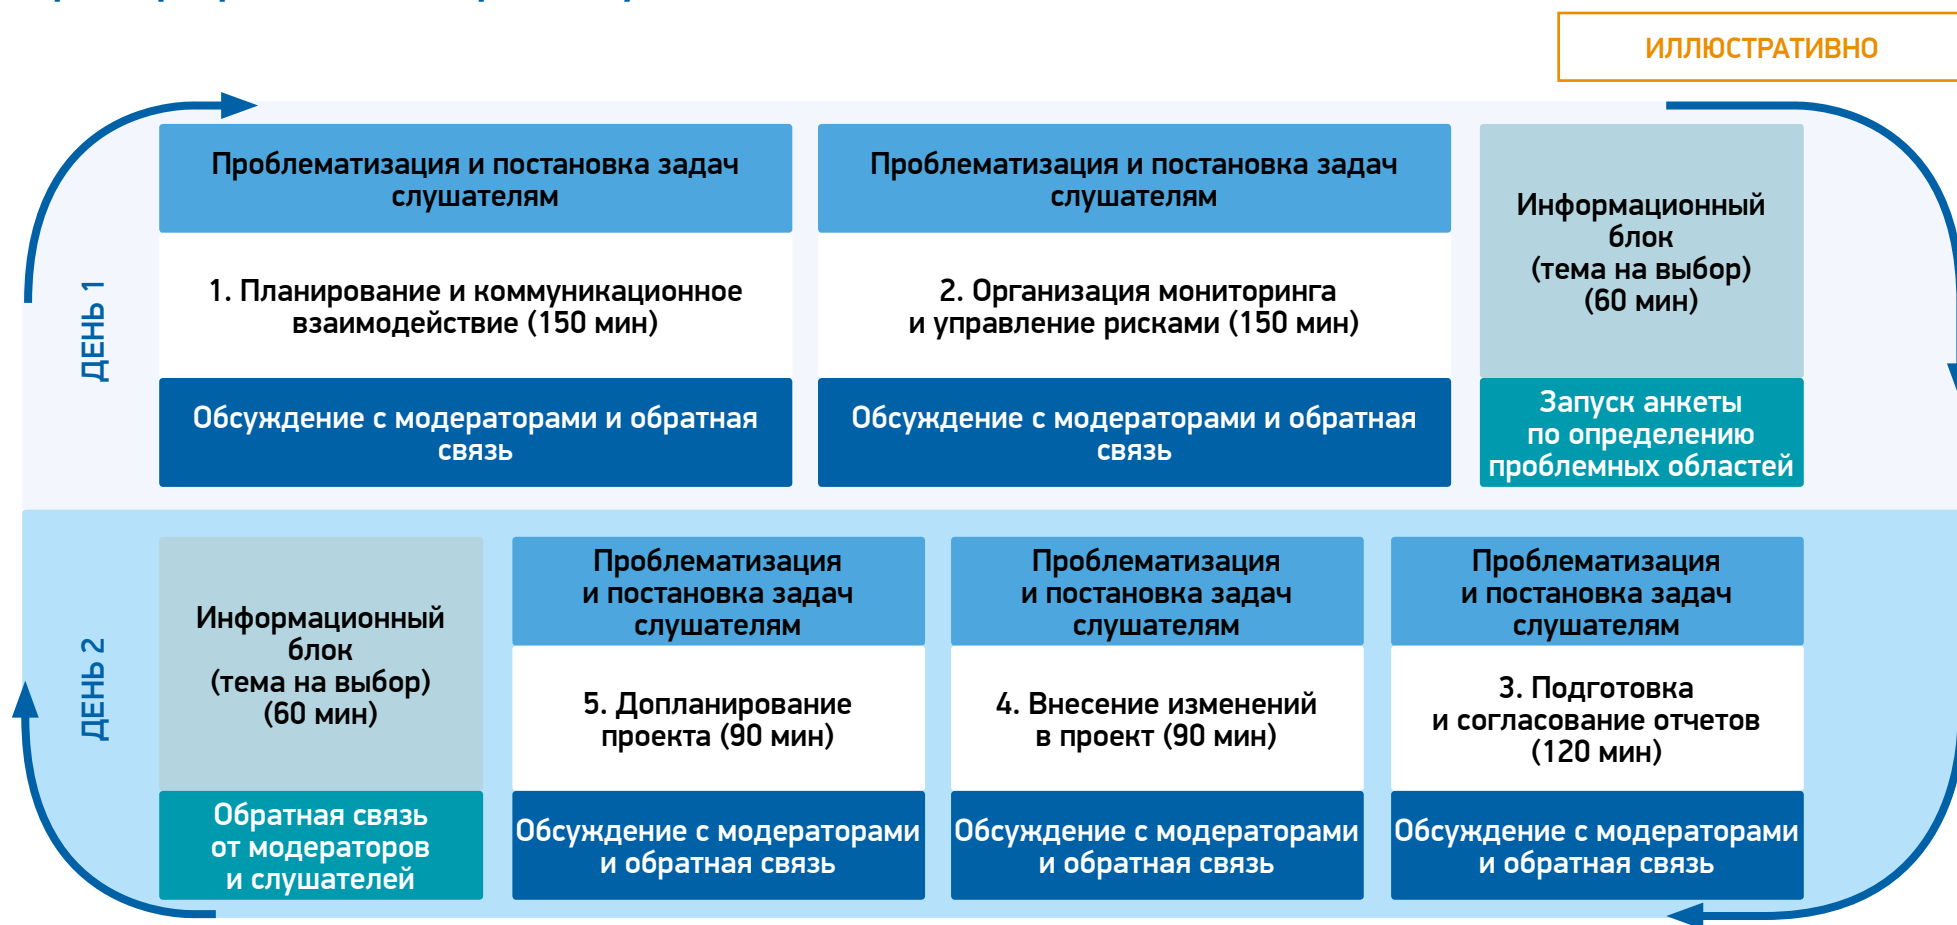 ИЛЛЮСТРАТИВНО
ДЕНЬ 1
Проблематизация и постановка задач
слушателям
1. Планирование и коммуникационное
взаимодействие (150 мин)
Обсуждение с модераторами и обратная
связь
Проблематизация и постановка задач
слушателям
2. Организация мониторинга
и управление рисками (150 мин)
Обсуждение с модераторами и обратная
связь
Информационный
блок
(тема на выбор)
(60 мин)
Запуск анкеты
по определению
проблемных областей
ДЕНЬ 2
Информационный
блок
(тема на выбор)
(60 мин)
Обратная связь
от модераторов
и слушателей
Проблематизация
и постановка задач
слушателям
5. Допланирование
проекта (90 мин)
Обсуждение с модераторами
и обратная связь
Проблематизация
и постановка задач
слушателям
4. Внесение изменений
в проект (90 мин)
Обсуждение с модераторами
и обратная связь
Проблематизация
и постановка задач
слушателям
3. Подготовка
и согласование отчетов
(120 мин)
Обсуждение с модераторами
и обратная связь